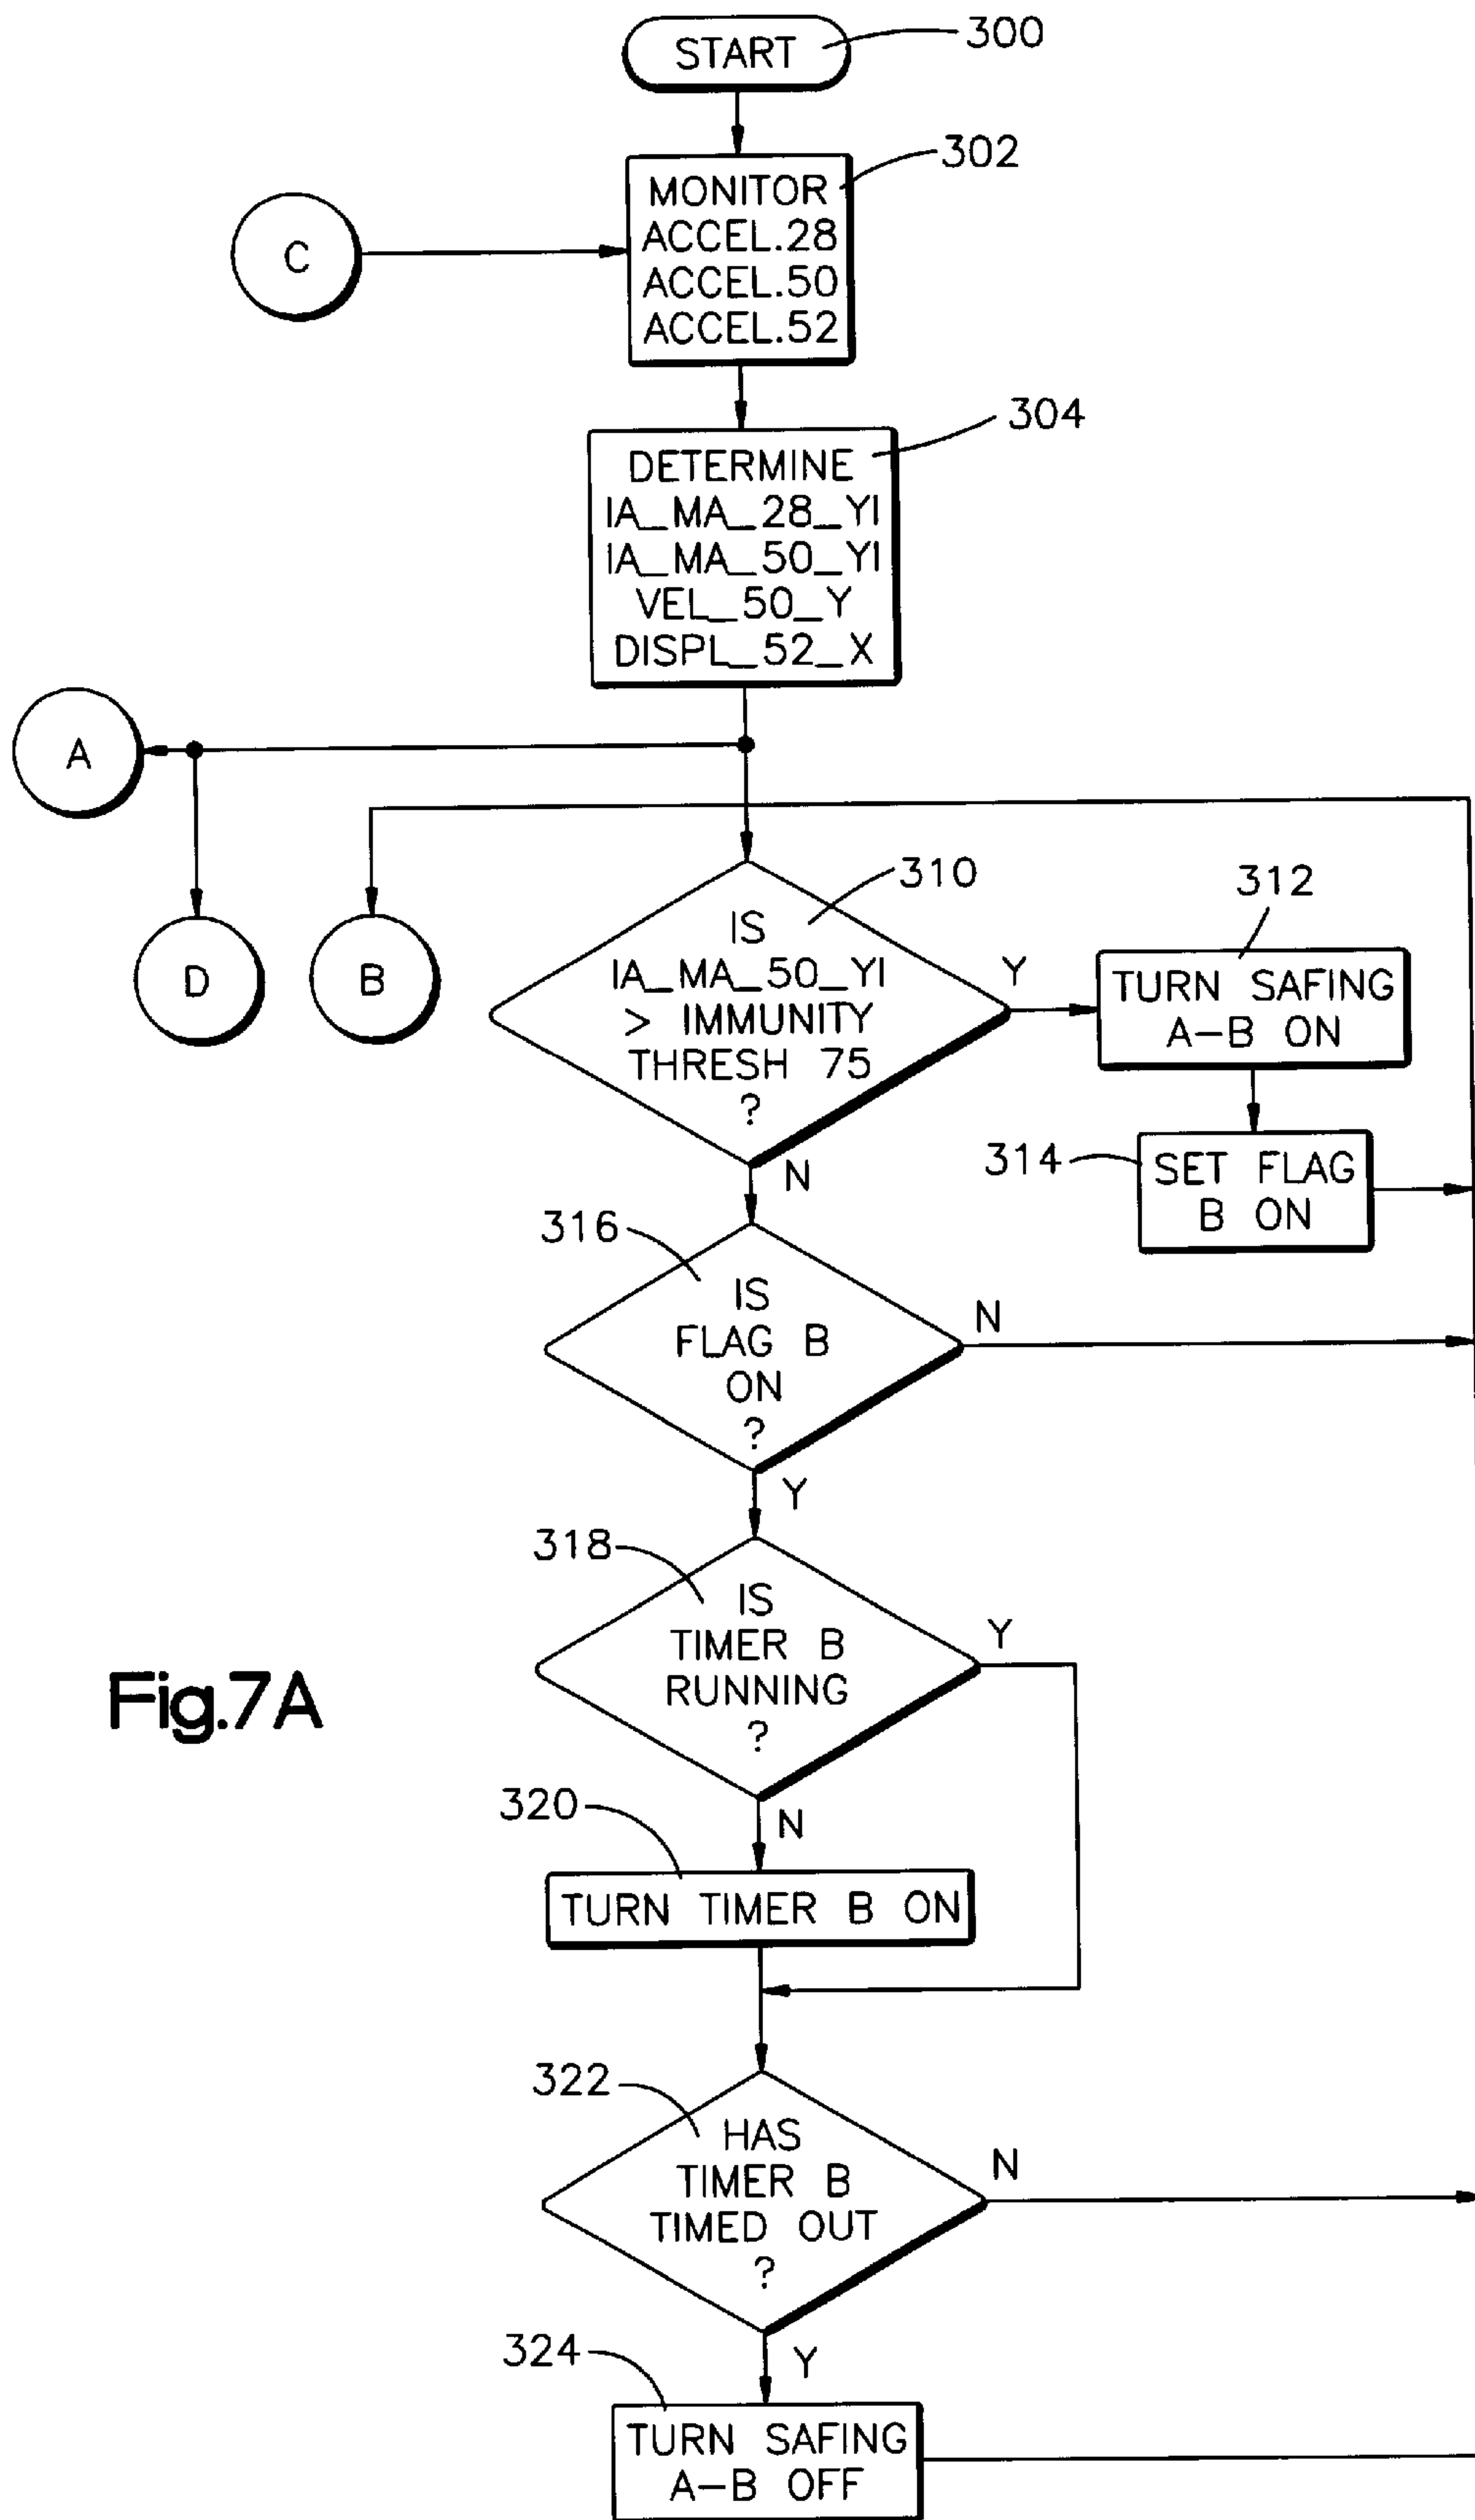 START
300
302
MONITOR
ACCEL.28
ACCEL.50
ACCEL.52
C
304
DETERMINE
IA_MA_28_YI
IA_MA_50_YI
VEL_50_Y
DISPL_52_X
A
D
B
310
IS
IA_MA_50_YI
> IMMUNITY
THRESH 75
?
Y
N
312
TURN SAFING
A-B ON
314
SET FLAG
B ON
316
IS
FLAG B
ON
?
N
Y
318
IS
TIMER B
RUNNING
?
Y
N
Fig.7A
320
TURN TIMER B ON
322
HAS
TIMER B
TIMED OUT
?
N
Y
324
TURN SAFING
A-B OFF